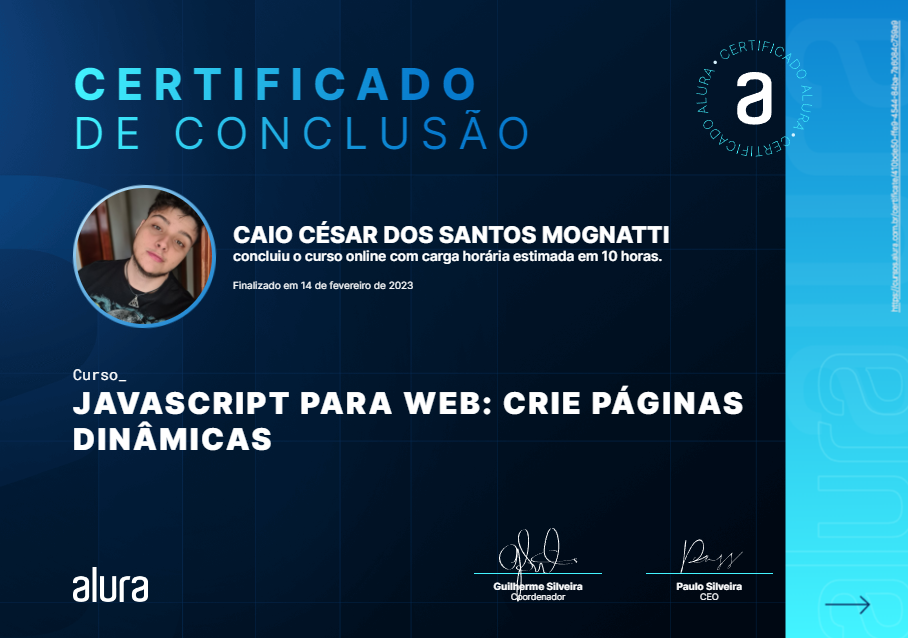 CERTIFICADO
DE CONCLUSÃO
CERTIFICADO ALURA • CERTIFICADO ALURA •
a
CAIO CÉSAR DOS SANTOS MOGNATTI
concluiu o curso online com carga horária estimada em 10 horas.
Finalizado em 14 de fevereiro de 2023
Curso_
JAVASCRIPT PARA WEB: CRIE PÁGINAS
DINÂMICAS
alura
Guilherme Silveira
Coordenador
Paulo Silveira
CEO
alura